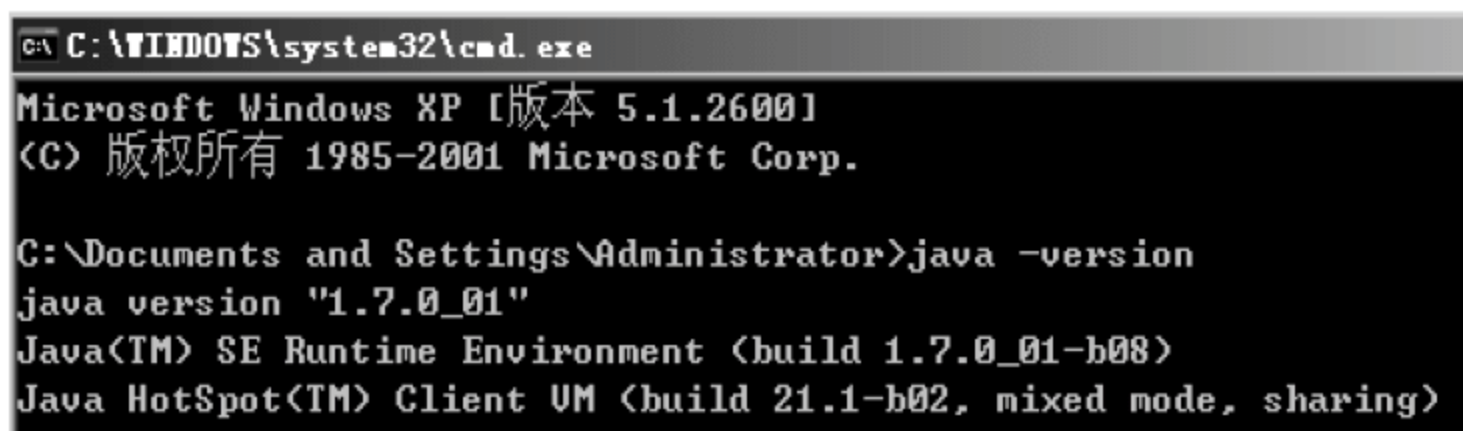 C:\WINDOWS\system32\cmd.exe
Microsoft Windows XP [版本 5.1.2600]
(C) 版权所有 1985-2001 Microsoft Corp.
C:\Documents and Settings\Administrator>java -version
java version "1.7.0_01"
Java(TM) SE Runtime Environment (build 1.7.0_01-b08)
Java HotSpot(TM) Client VM (build 21.1-b02, mixed mode, sharing)